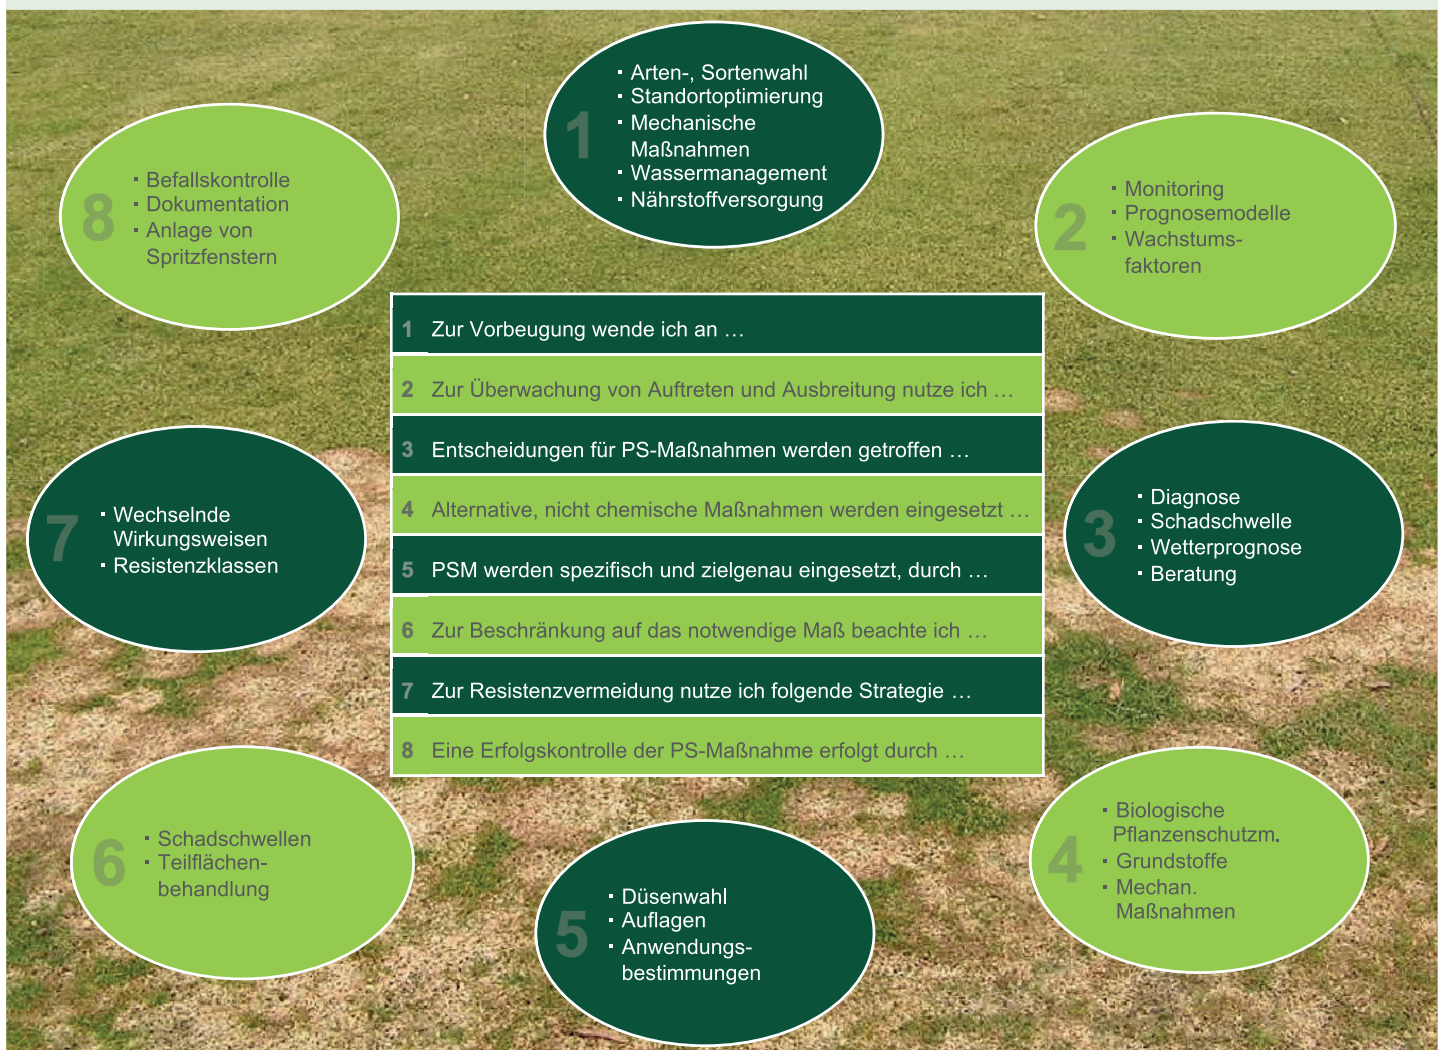 1
· Arten-, Sortenwahl
· Standortoptimierung
· Mechanische
Maßnahmen
· Wassermanagement
· Nährstoffversorgung
2
· Monitoring
· Prognosemodelle
· Wachstums-
faktoren
3
· Diagnose
· Schadschwelle
· Wetterprognose
· Beratung
4
· Biologische
Pflanzenschutzm.
· Grundstoffe
· Mechan.
Maßnahmen
5
· Düsenwahl
· Auflagen
· Anwendungs-
bestimmungen
6
· Schadschwellen
· Teilflächen-
behandlung
7
· Wechselnde
Wirkungsweisen
· Resistenzklassen
8
· Befallskontrolle
· Dokumentation
· Anlage von
Spritzfenstern
1 Zur Vorbeugung wende ich an …
2 Zur Überwachung von Auftreten und Ausbreitung nutze ich …
3 Entscheidungen für PS-Maßnahmen werden getroffen …
4 Alternative, nicht chemische Maßnahmen werden eingesetzt …
5 PSM werden spezifisch und zielgenau eingesetzt, durch …
6 Zur Beschränkung auf das notwendige Maß beachte ich …
7 Zur Resistenzvermeidung nutze ich folgende Strategie …
8 Eine Erfolgskontrolle der PS-Maßnahme erfolgt durch …